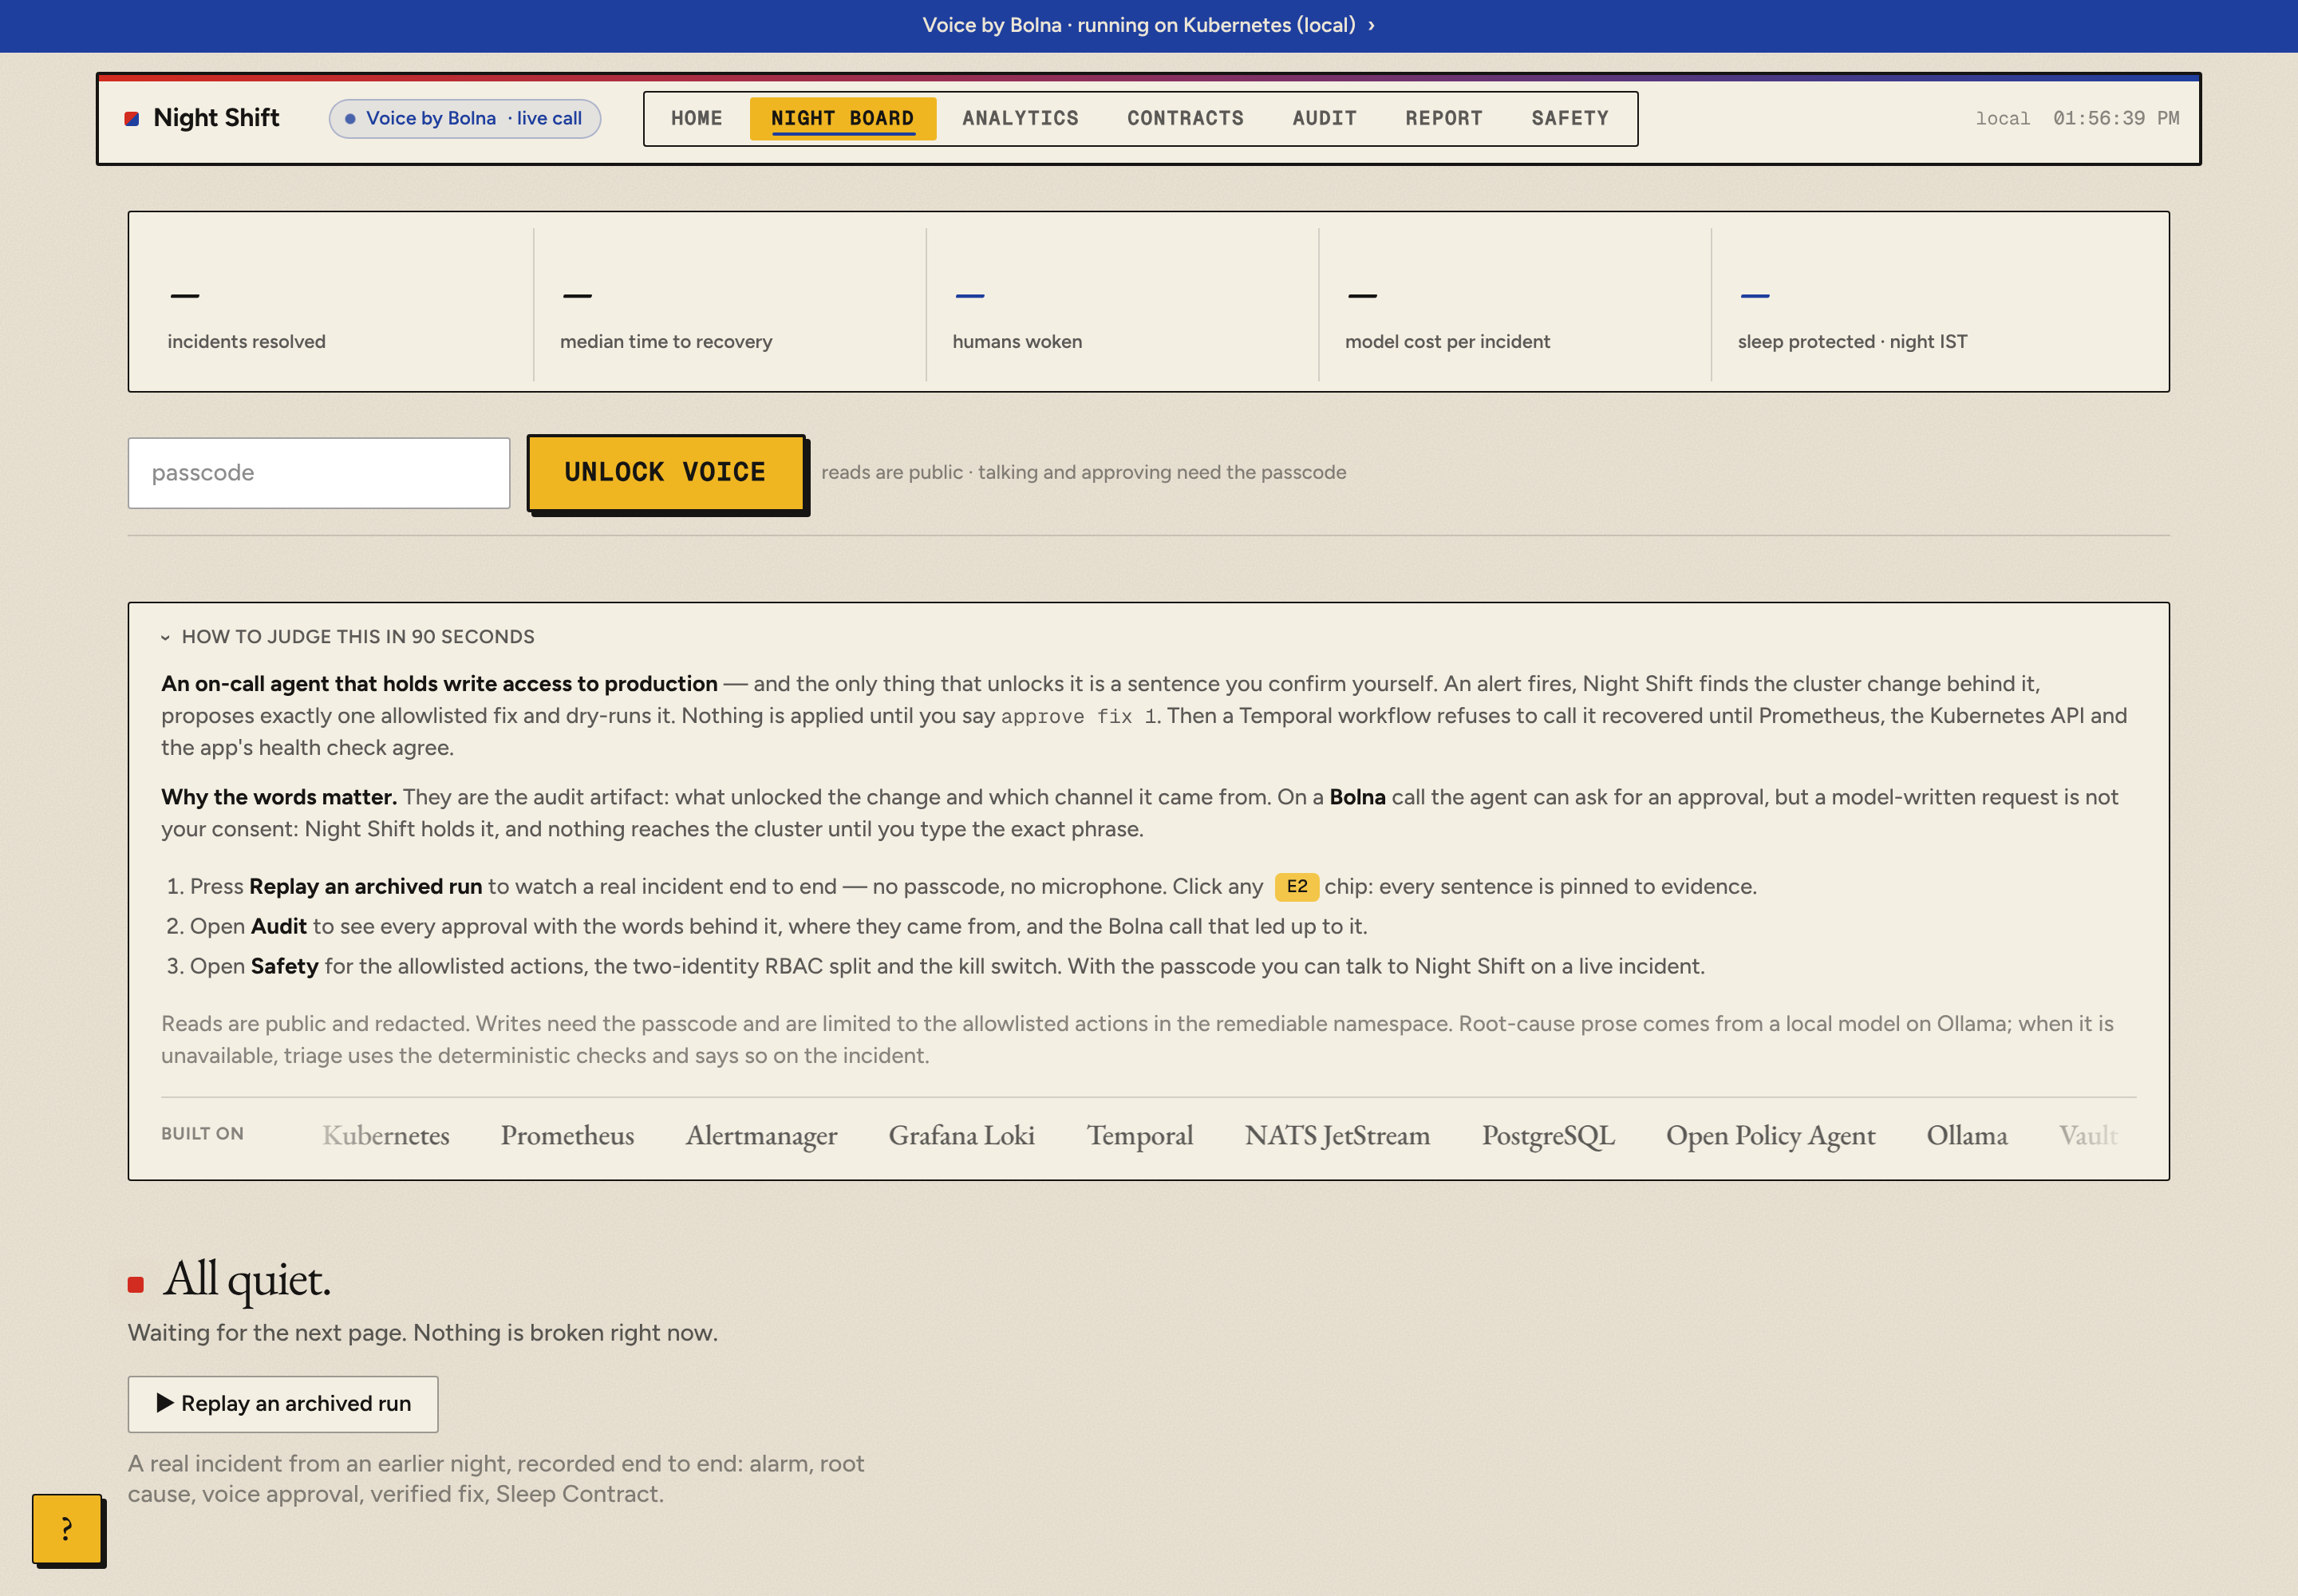 Voice by Bolna · running on Kubernetes (local) ›
Night Shift
Voice by Bolna · live call
HOME NIGHT BOARD ANALYTICS CONTRACTS AUDIT REPORT SAFETY
local 01:56:39 PM
— — — — —
incidents resolved median time to recovery humans woken model cost per incident sleep protected · night IST
passcode UNLOCK VOICE reads are public · talking and approving need the passcode
HOW TO JUDGE THIS IN 90 SECONDS
An on-call agent that holds write access to production — and the only thing that unlocks it is a sentence you confirm yourself. An alert fires, Night Shift finds the cluster change behind it,
proposes exactly one allowlisted fix and dry-runs it. Nothing is applied until you say approve fix 1. Then a Temporal workflow refuses to call it recovered until Prometheus, the Kubernetes API and
the app's health check agree.
Why the words matter. They are the audit artifact: what unlocked the change and which channel it came from. On a Bolna call the agent can ask for an approval, but a model-written request is not
your consent: Night Shift holds it, and nothing reaches the cluster until you type the exact phrase.
1. Press Replay an archived run to watch a real incident end to end — no passcode, no microphone. Click any E2 chip: every sentence is pinned to evidence.
2. Open Audit to see every approval with the words behind it, where they came from, and the Bolna call that led up to it.
3. Open Safety for the allowlisted actions, the two-identity RBAC split and the kill switch. With the passcode you can talk to Night Shift on a live incident.
Reads are public and redacted. Writes need the passcode and are limited to the allowlisted actions in the remediable namespace. Root-cause prose comes from a local model on Ollama; when it is
unavailable, triage uses the deterministic checks and says so on the incident.
BUILT ON Kubernetes Prometheus Alertmanager Grafana Loki Temporal NATS JetStream PostgreSQL Open Policy Agent Ollama Vault
All quiet.
Waiting for the next page. Nothing is broken right now.
▶ Replay an archived run
A real incident from an earlier night, recorded end to end: alarm, root
cause, voice approval, verified fix, Sleep Contract.
?